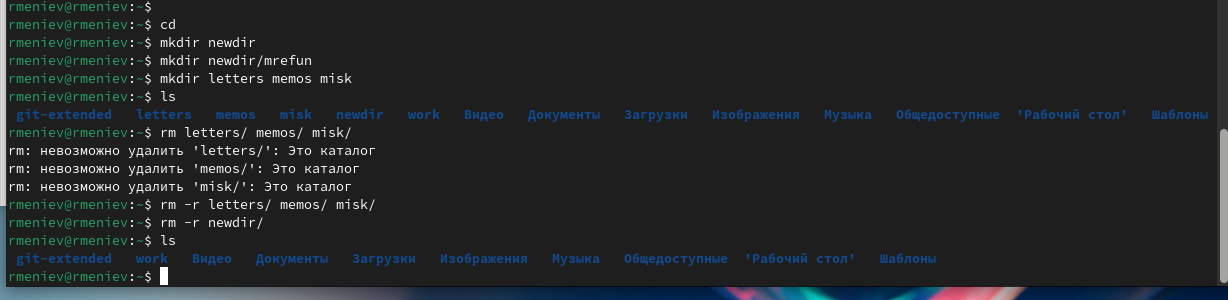 rmeniev@rmeniev:~$
rmeniev@rmeniev:~$ cd
rmeniev@rmeniev:~$ mkdir newdir
rmeniev@rmeniev:~$ mkdir newdir/mrefun
rmeniev@rmeniev:~$ mkdir letters memos misk
rmeniev@rmeniev:~$ ls
git-extended letters memos misk newdir work Видео Документы Загрузки Изображения Музыка Общедоступные 'Рабочий стол' Шаблоны
rmeniev@rmeniev:~$ rm letters/ memos/ misk/
rm: невозможно удалить 'letters/': Это каталог
rm: невозможно удалить 'memos/': Это каталог
rm: невозможно удалить 'misk/': Это каталог
rmeniev@rmeniev:~$ rm -r letters/ memos/ misk/
rmeniev@rmeniev:~$ rm -r newdir/
rmeniev@rmeniev:~$ ls
git-extended work Видео Документы Загрузки Изображения Музыка Общедоступные 'Рабочий стол' Шаблоны
rmeniev@rmeniev:~$